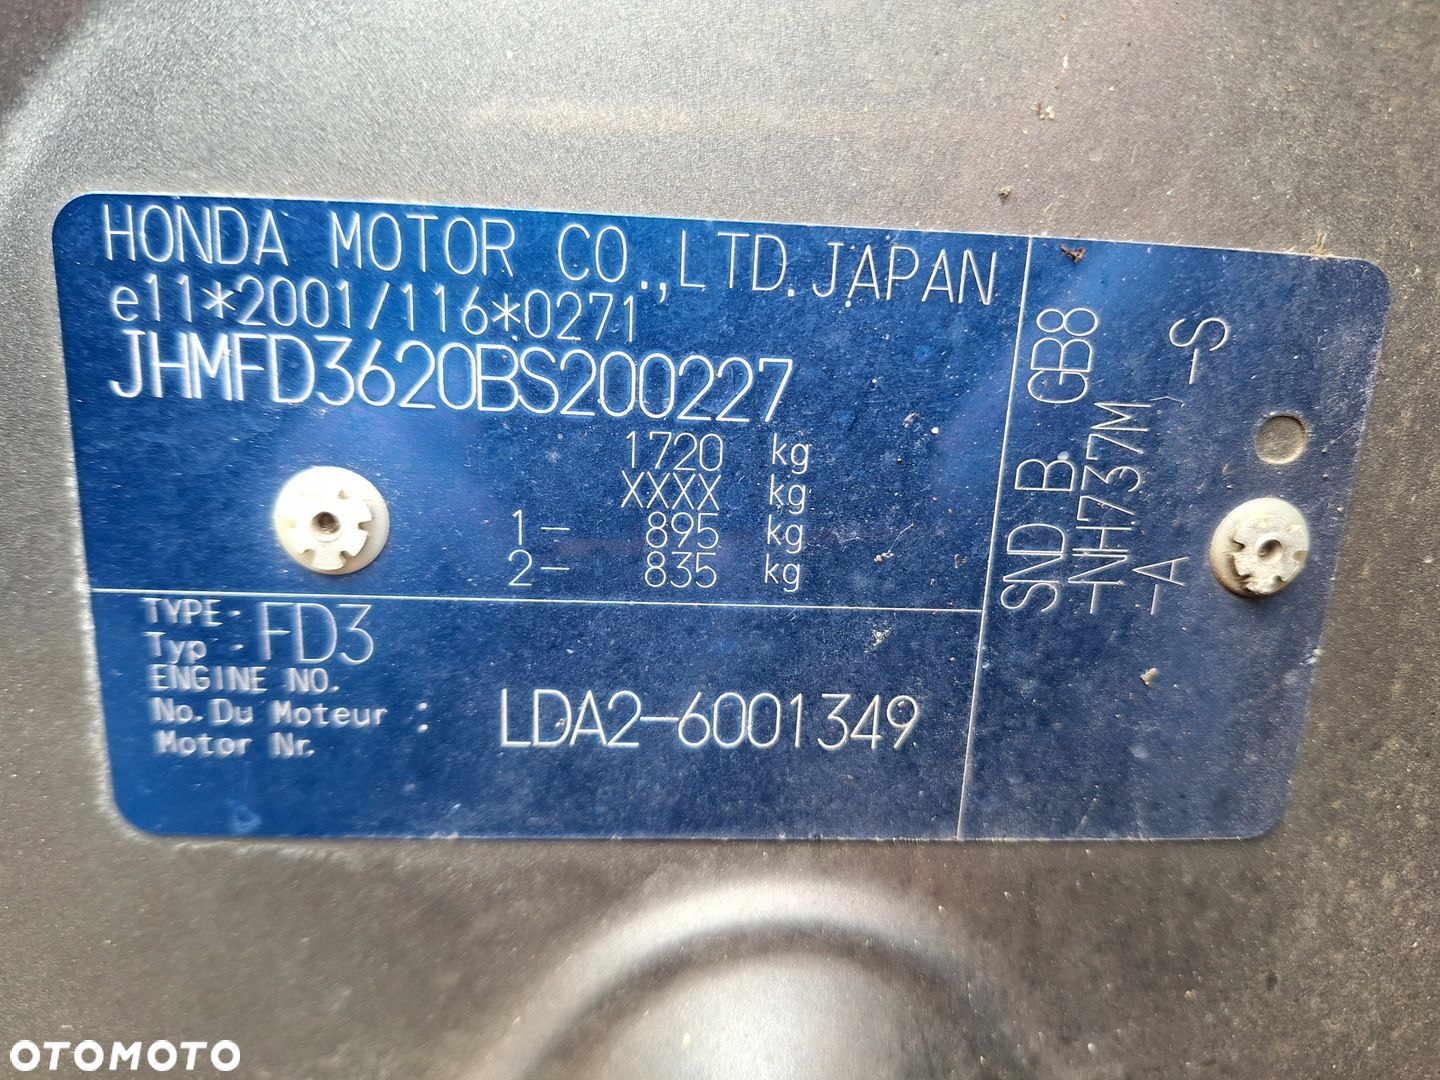 HONDA MOTOR CO.,LTD.JAPAN
e11*2001/116*0271
JHMFD3620BS200227
1720 kg
XXXX kg
1- 895 kg
2- 835 kg
TYPE-
Typ - FD3
ENGINE NO.
No.Du Moteur : LDA2-6001349
Motor Nr.
SND B GB8
-NH737M
-A -S
OTOMOTO